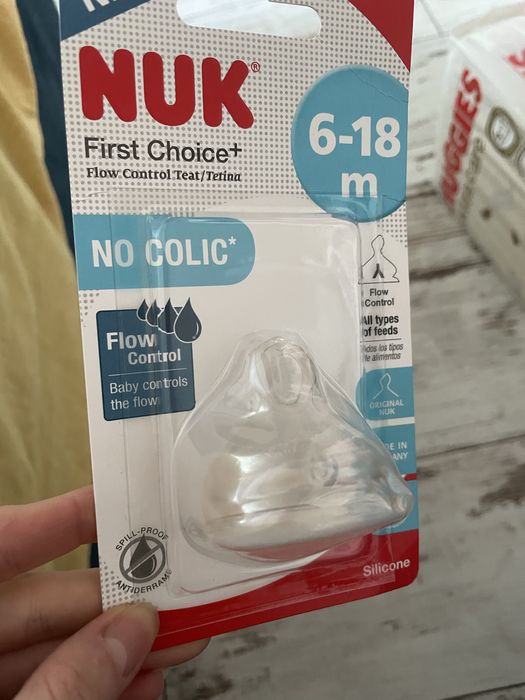 NUK®
First Choice+
Flow Control Teat/Tetina
6-18
m
NO COLIC*
Flow
Control
All types
of feeds
Flow
Control
Baby controls
the flow
ORIGINAL
NUK
SPILL-PROOF
ANTIDERRAME
Silicone
HUGGIES